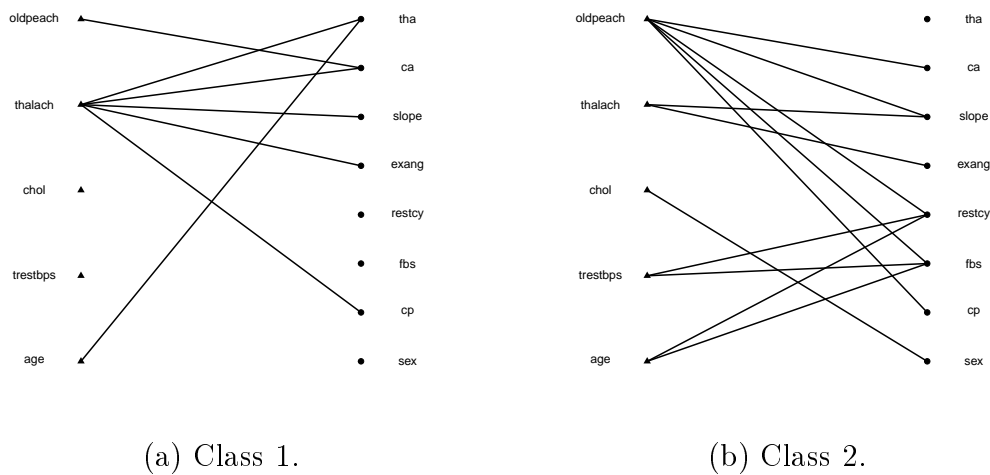 oldpeach
thalach
chol
trestbps
age
tha
ca
slope
exang
restcy
fbs
cp
sex
(a) Class 1.
oldpeach
thalach
chol
trestbps
age
tha
ca
slope
exang
restcy
fbs
cp
sex
(b) Class 2.